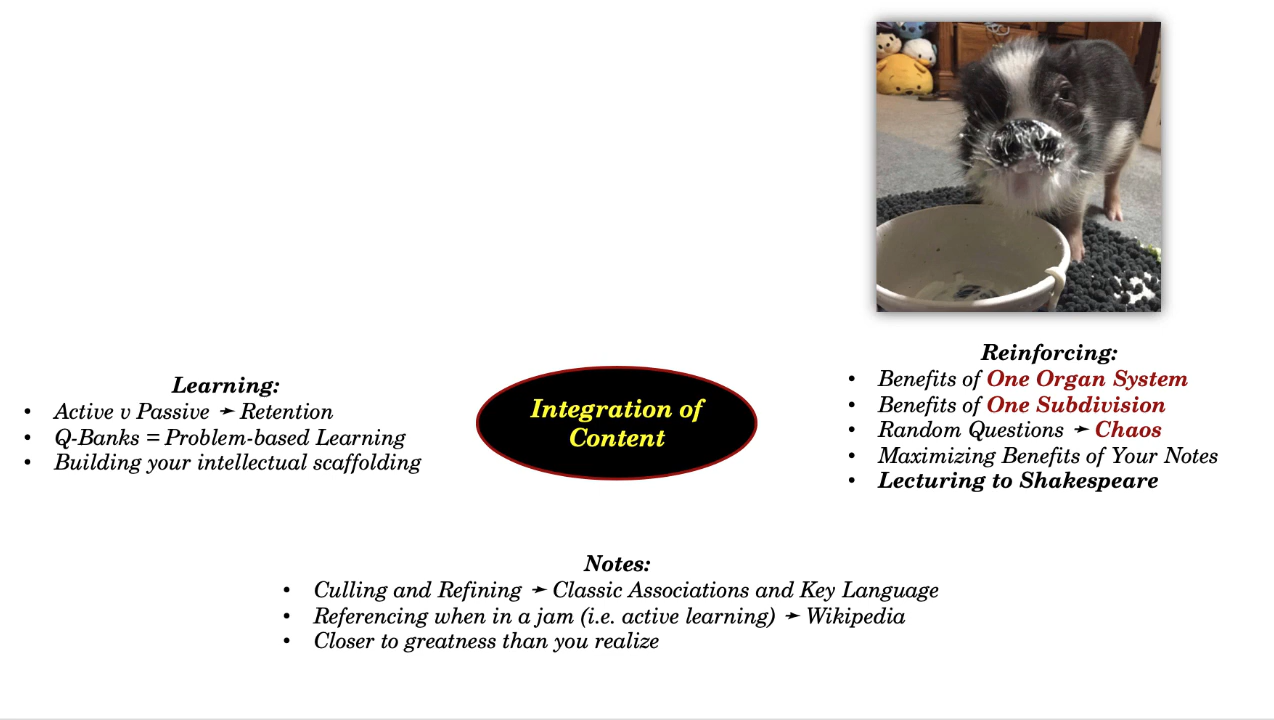 Learning:
• Active v Passive ➛ Retention
• Q-Banks = Problem-based Learning
• Building your intellectual scaffolding
Integration of
Content
Reinforcing:
• Benefits of One Organ System
• Benefits of One Subdivision
• Random Questions ➛ Chaos
• Maximizing Benefits of Your Notes
• Lecturing to Shakespeare
Notes:
• Culling and Refining ➛ Classic Associations and Key Language
• Referencing when in a jam (i.e. active learning) ➛ Wikipedia
• Closer to greatness than you realize